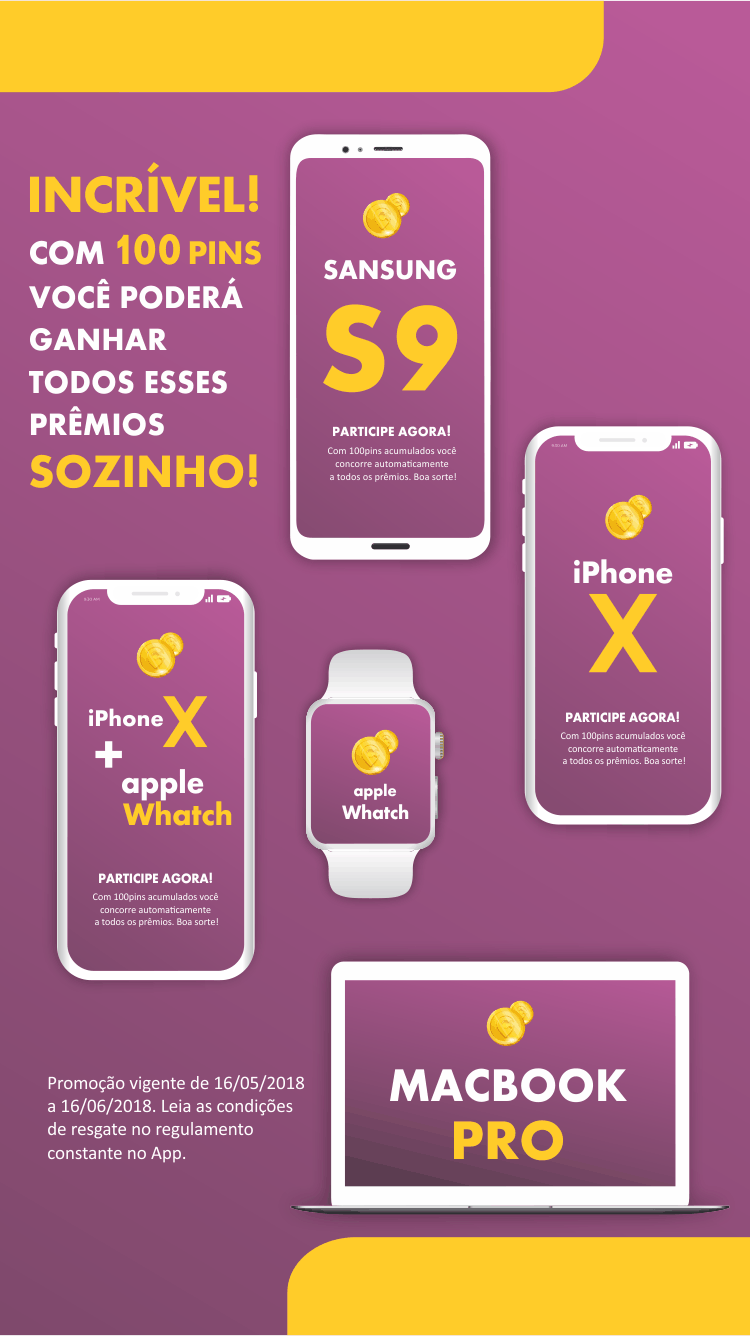 INCRÍVEL!
COM 100 PINS
VOCÊ PODERÁ
GANHAR
TODOS ESSES
PRÊMIOS
SOZINHO!
SANSUNG
S9
PARTICIPE AGORA!
Com 100pins acumulados você
concorre automaticamente
a todos os prêmios. Boa sorte!
iPhone
X
PARTICIPE AGORA!
Com 100pins acumulados você
concorre automaticamente
a todos os prêmios. Boa sorte!
iPhone X
+
apple
Whatch
PARTICIPE AGORA!
Com 100pins acumulados você
concorre automaticamente
a todos os prêmios. Boa sorte!
apple
Whatch
MACBOOK
PRO
Promoção vigente de 16/05/2018
a 16/06/2018. Leia as condições
de resgate no regulamento
constante no App.